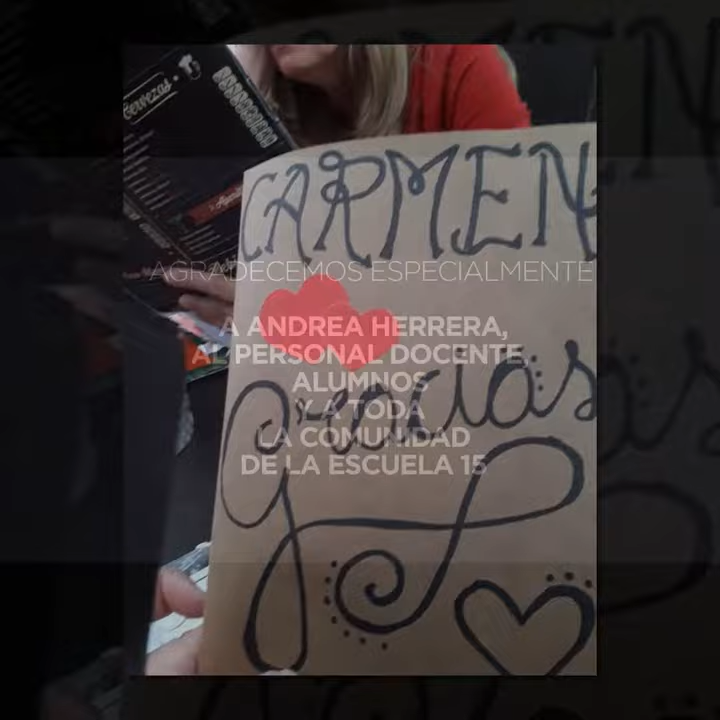 Cervezas
CARMEN
AGRADECEMOS ESPECIALMENTE
A ANDREA HERRERA,
AL PERSONAL DOCENTE,
ALUMNOS
Y A TODA
LA COMUNIDAD
DE LA ESCUELA 15
Gracias